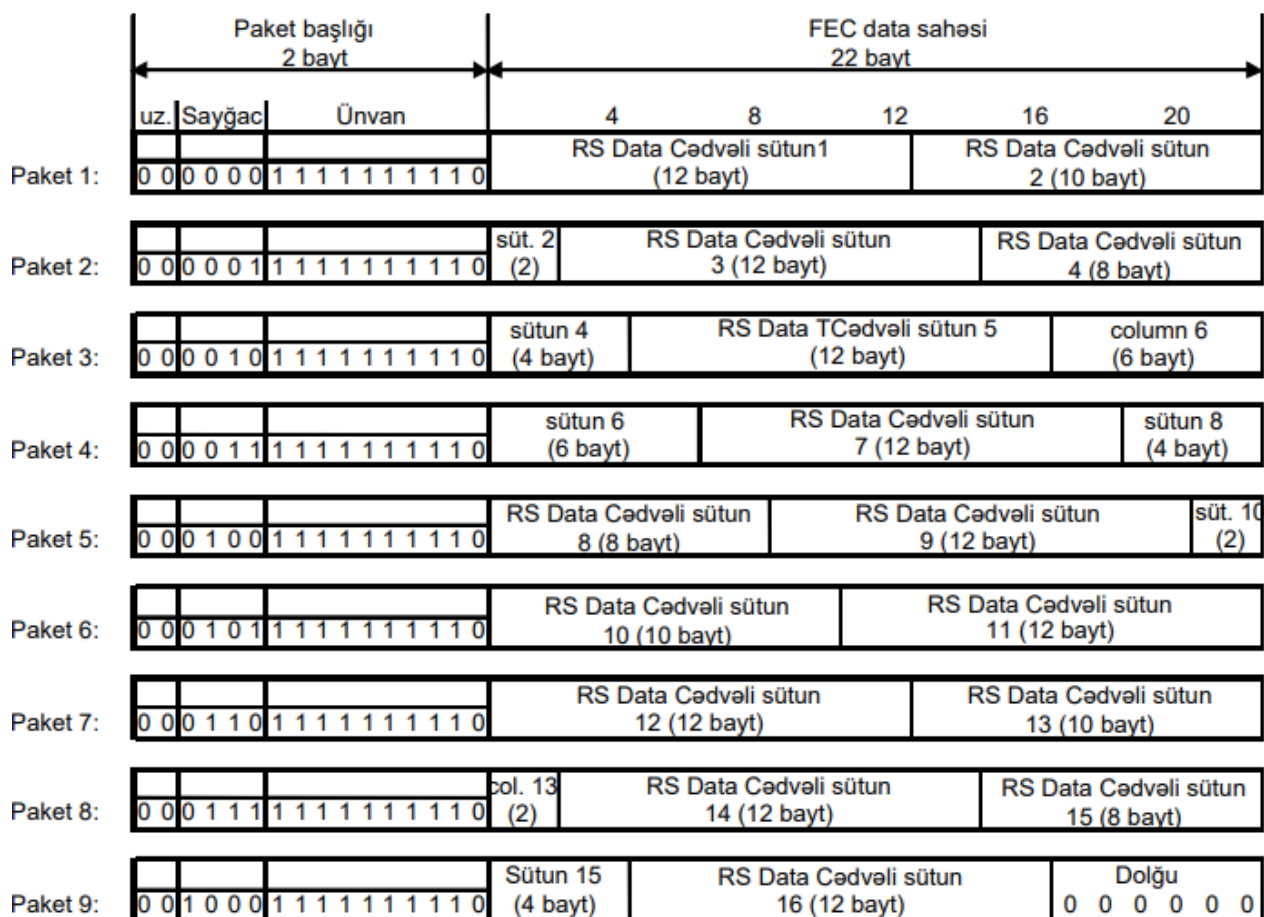 Paket başlığı FEC data sahəsi
2 bayt 22 bayt
uz. Sayğac Ünvan 4 8 12 16 20
RS Data Cədvəli sütun1 RS Data Cədvəli sütun
Paket 1: 0 0 0 0 0 0 1 1 1 1 1 1 1 1 1 0 (12 bayt) 2 (10 bayt)
süt. 2 RS Data Cədvəli sütun RS Data Cədvəli sütun
Paket 2: 0 0 0 0 0 1 1 1 1 1 1 1 1 1 1 0 (2) 3 (12 bayt) 4 (8 bayt)
sütun 4 RS Data TCədvəli sütun 5 column 6
Paket 3: 0 0 0 0 1 0 1 1 1 1 1 1 1 1 1 0 (4 bayt) (12 bayt) (6 bayt)
sütun 6 RS Data Cədvəli sütun sütun 8
Paket 4: 0 0 0 0 1 1 1 1 1 1 1 1 1 1 1 0 (6 bayt) 7 (12 bayt) (4 bayt)
RS Data Cədvəli sütun RS Data Cədvəli sütun süt. 10
Paket 5: 0 0 0 1 0 0 1 1 1 1 1 1 1 1 1 0 8 (8 bayt) 9 (12 bayt) (2)
RS Data Cədvəli sütun RS Data Cədvəli sütun
Paket 6: 0 0 0 1 0 1 1 1 1 1 1 1 1 1 1 0 10 (10 bayt) 11 (12 bayt)
RS Data Cədvəli sütun RS Data Cədvəli sütun
Paket 7: 0 0 0 1 1 0 1 1 1 1 1 1 1 1 1 0 12 (12 bayt) 13 (10 bayt)
col. 13 RS Data Cədvəli sütun RS Data Cədvəli sütun
Paket 8: 0 0 0 1 1 1 1 1 1 1 1 1 1 1 1 0 (2) 14 (12 bayt) 15 (8 bayt)
Sütun 15 RS Data Cədvəli sütun Dolğu
Paket 9: 0 0 1 0 0 0 1 1 1 1 1 1 1 1 1 0 (4 bayt) 16 (12 bayt) 0 0 0 0 0 0